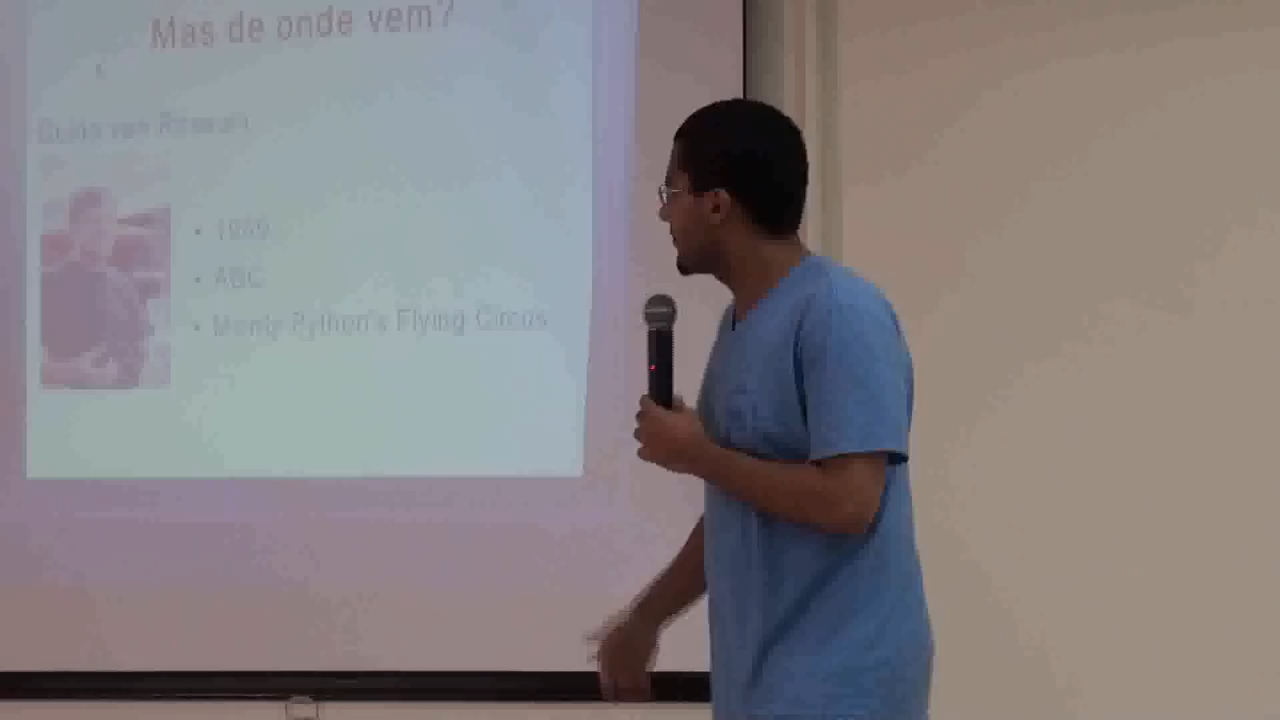 Mas de onde vem?
Guido van Rossum
• 1989
• ABC
• Monty Python's Flying Circus